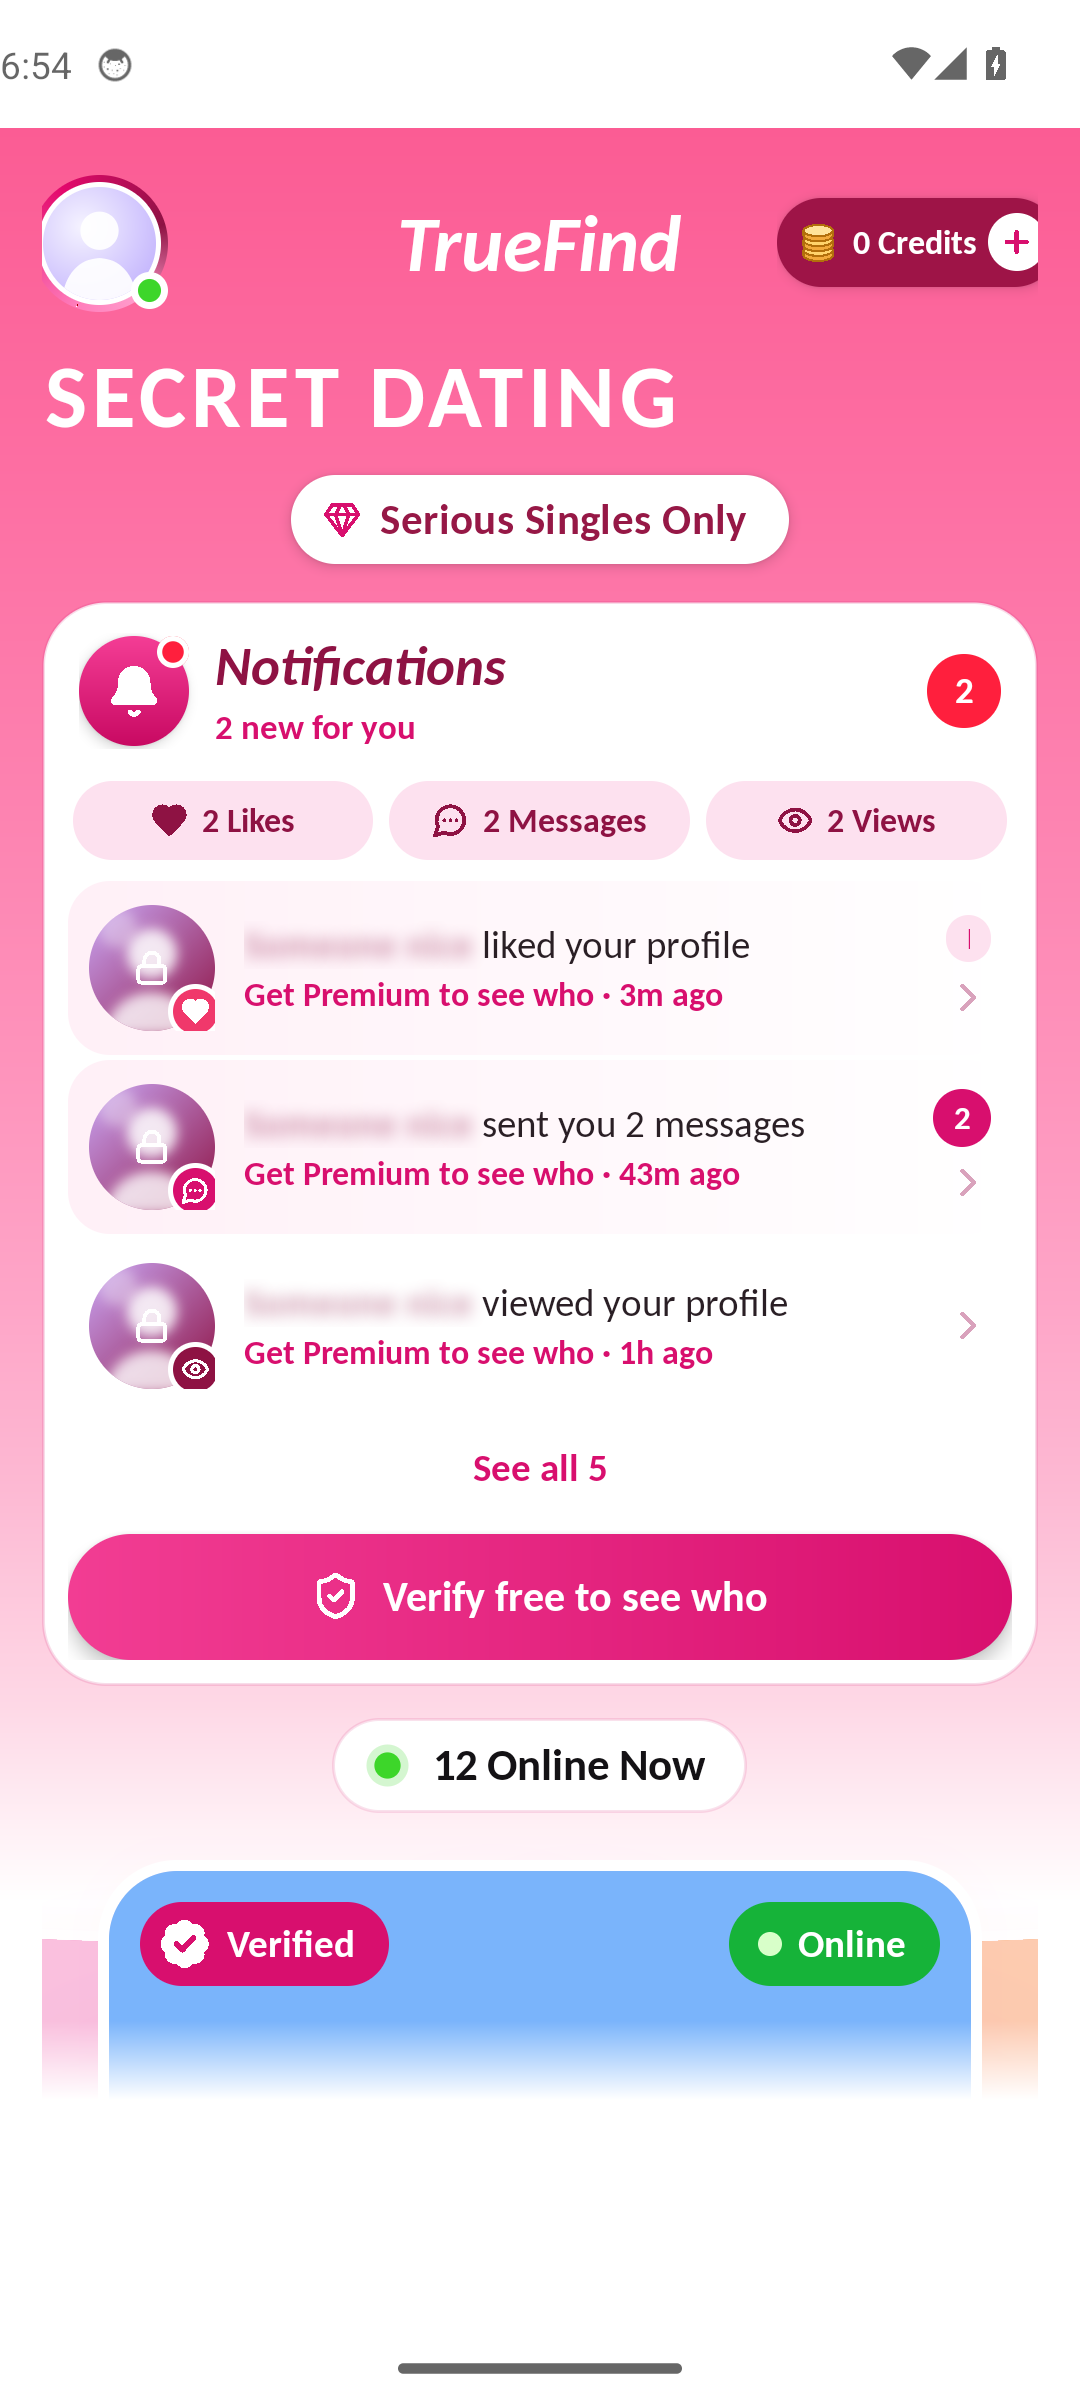 6:54
TrueFind
0 Credits
SECRET DATING
Serious Singles Only
Notifications
2 new for you
2
2 Likes
2 Messages
2 Views
liked your profile
Get Premium to see who · 3m ago
sent you 2 messages
Get Premium to see who · 43m ago
2
viewed your profile
Get Premium to see who · 1h ago
See all 5
Verify free to see who
12 Online Now
Verified
Online